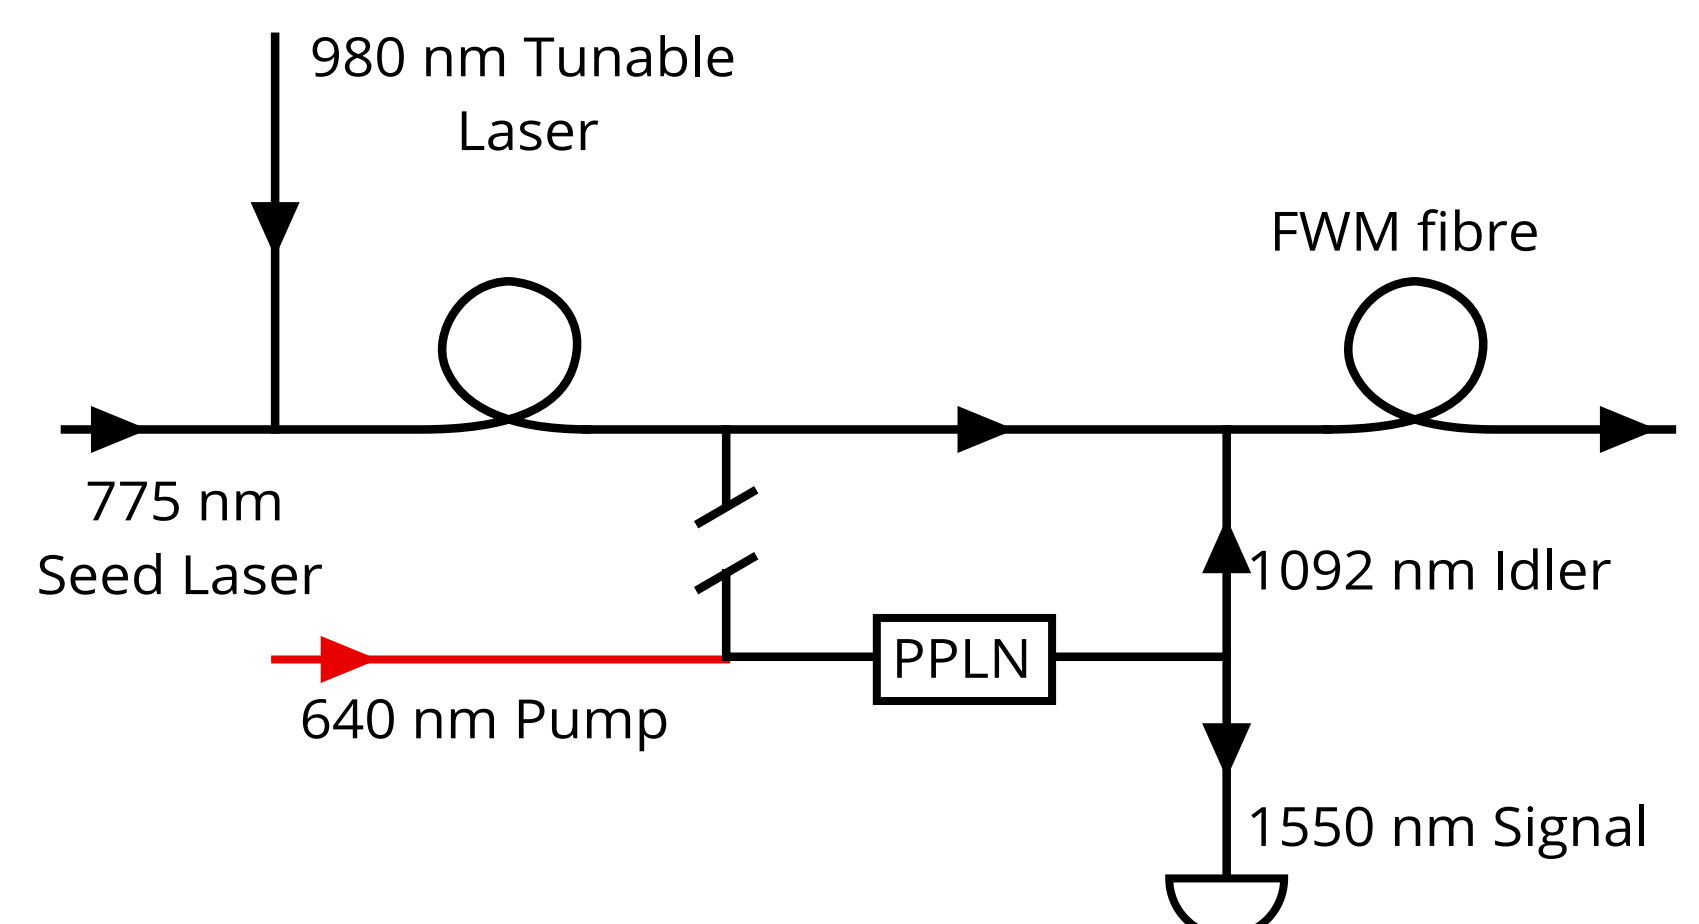 980 nm Tunable
Laser
FWM fibre
775 nm
Seed Laser
1092 nm Idler
PPLN
640 nm Pump
1550 nm Signal